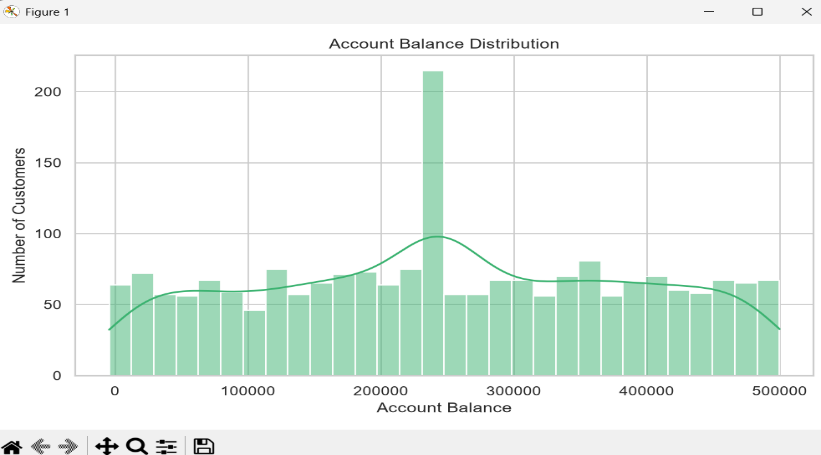 Figure 1
Account Balance Distribution
Number of Customers
200
150
100
50
0
0 100000 200000 300000 400000 500000
Account Balance